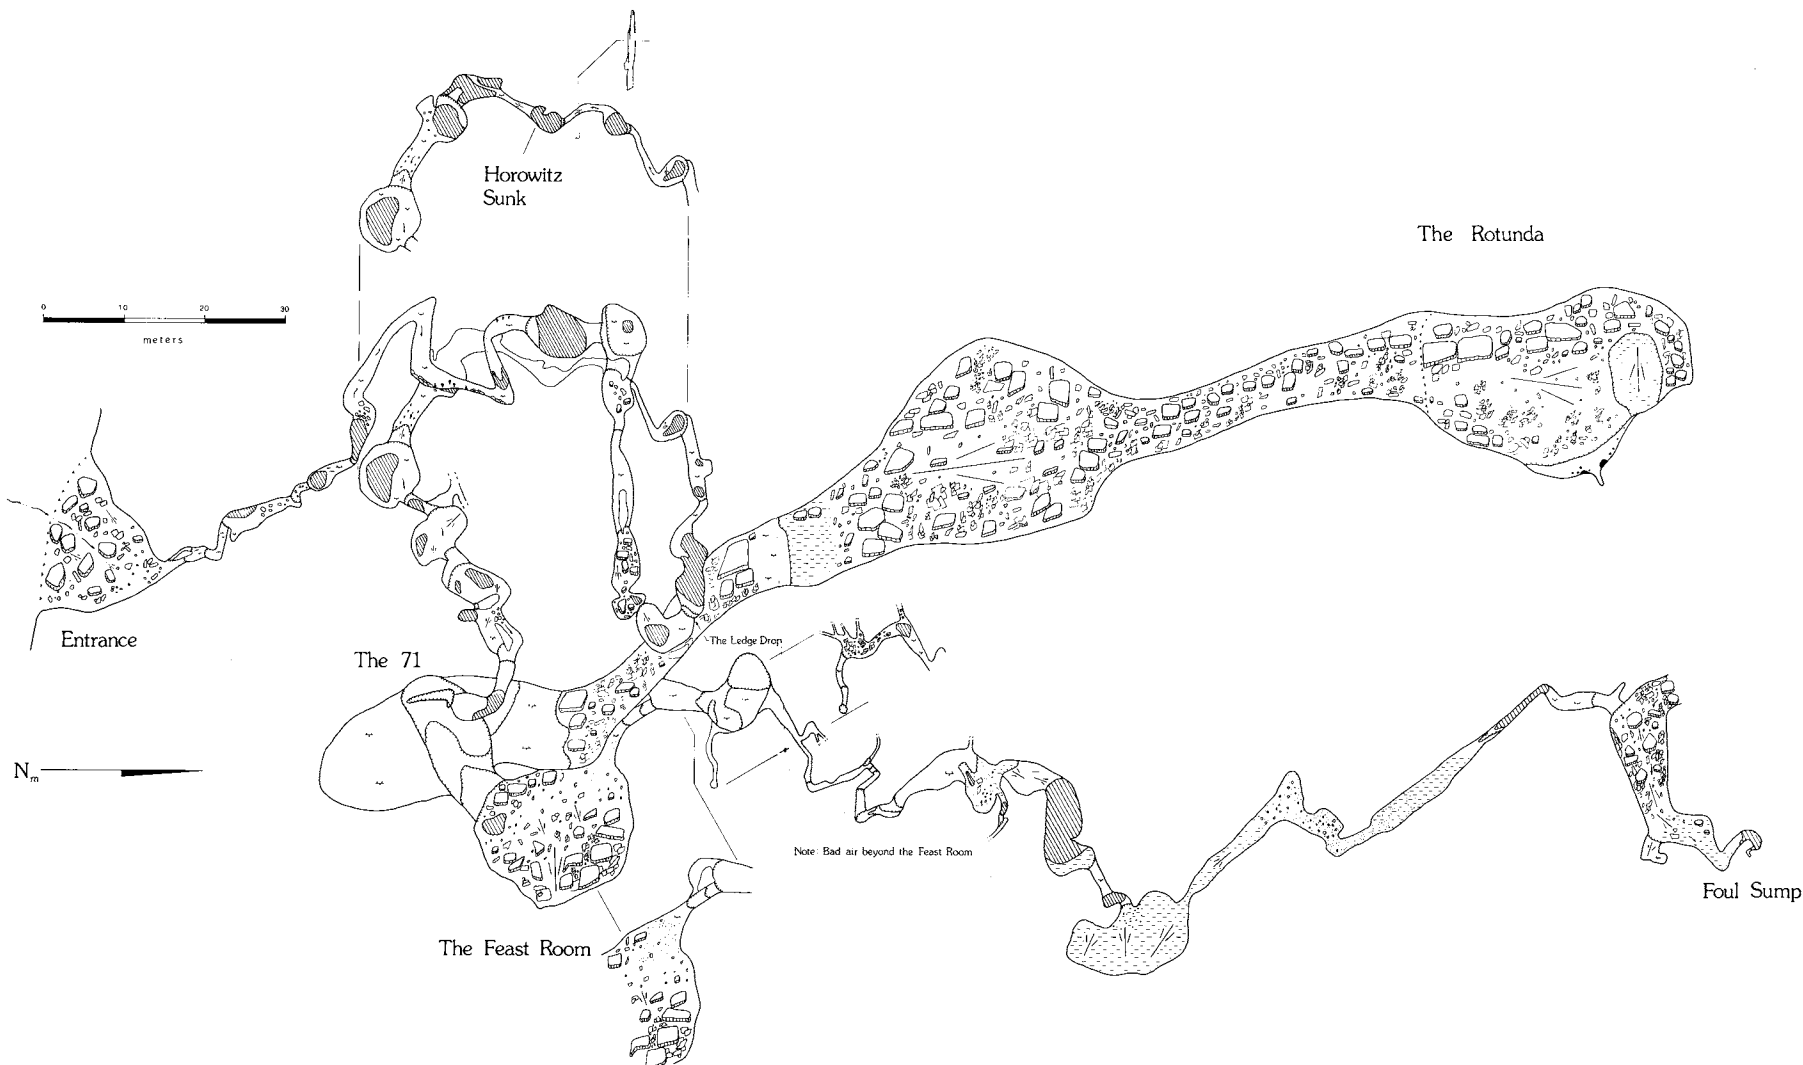 Horowitz
Sunk
The Rotunda
0 10 20 30
meters
Entrance
The Ledge Drop
The 71
Nm
Note: Bad air beyond the Feast Room
Foul Sump
The Feast Room